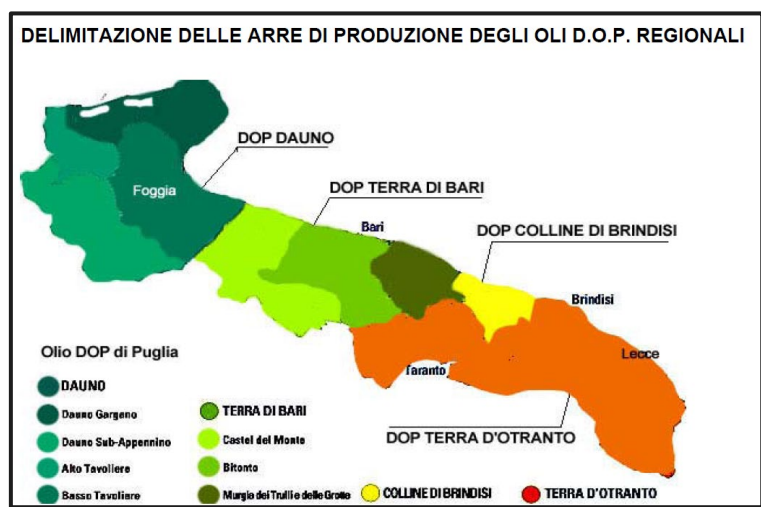 DELIMITAZIONE DELLE ARRE DI PRODUZIONE DEGLI OLI D.O.P. REGIONALI
DOP DAUNO
Foggia
DOP TERRA DI BARI
Bari
DOP COLLINE DI BRINDISI
Brindisi
Lecce
Taranto
DOP TERRA D'OTRANTO
Olio DOP di Puglia
DAUNO
Dauno Gargano
Dauno Sub-Appennino
Alto Tavoliere
Basso Tavoliere
TERRA DI BARI
Castel del Monte
Bitonto
Murgia dei Trulli e delle Grotte
COLLINE DI BRINDISI
TERRA D'OTRANTO